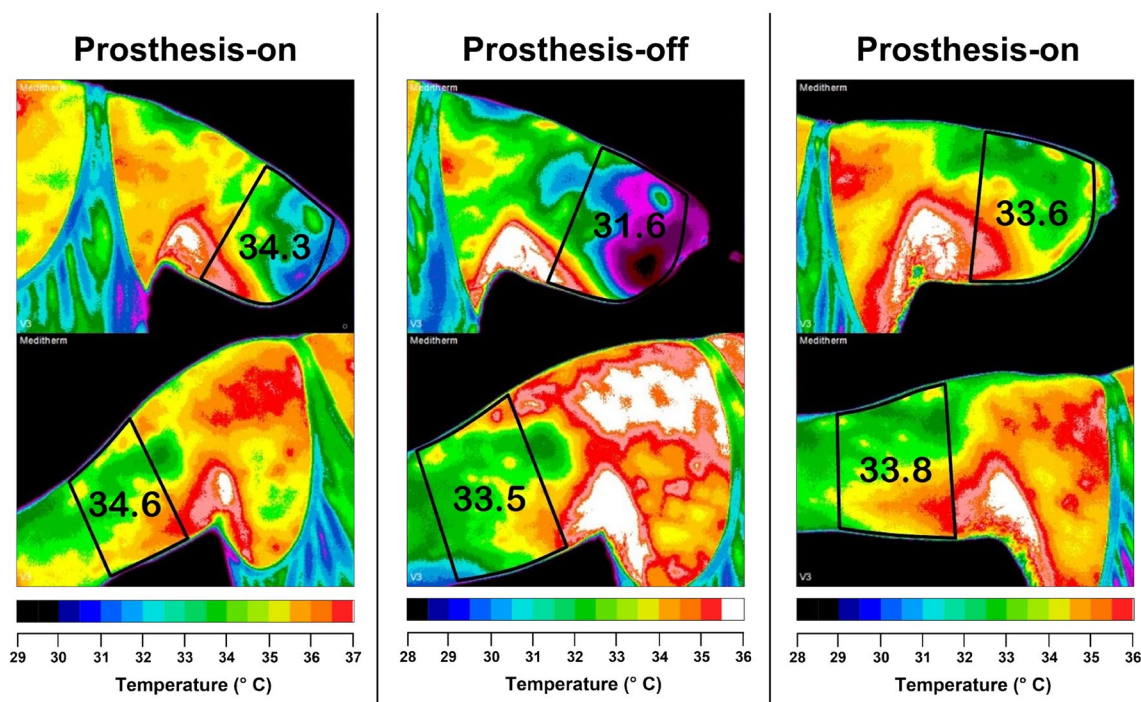 Prosthesis-on
Meditherm
34.3
V3
Meditherm
34.6
V3
29 30 31 32 33 34 35 36 37
Temperature (° C)
Prosthesis-off
Meditherm
31.6
V3
Meditherm
33.5
V3
28 29 30 31 32 33 34 35 36
Temperature (° C)
Prosthesis-on
Meditherm
33.6
V3
Meditherm
33.8
V3
28 29 30 31 32 33 34 35 36
Temperature (° C)